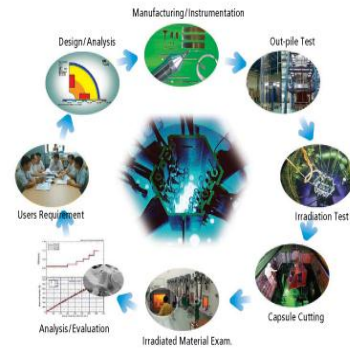 Manufacturing/Instrumentation
Design/Analysis
Out-pile Test
Users Requirement
Irradiation Test
Capsule Cutting
Analysis/Evaluation
Irradiated Material Exam.